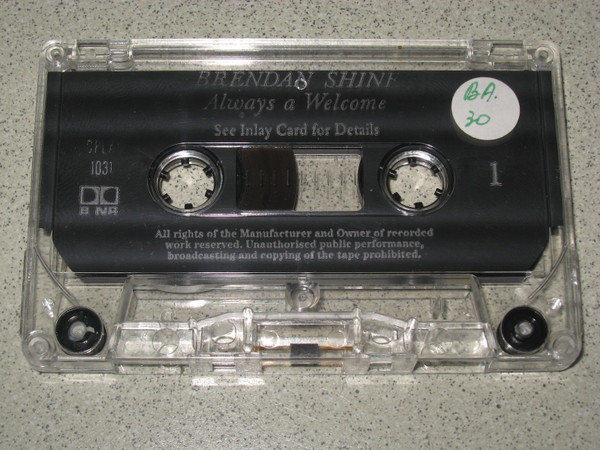 BRENDAN SHINE
Always a Welcome
See Inlay Card for Details
BA.
30
1031
B NR
1
All rights of the Manufacturer and Owner of recorded
work reserved. Unauthorised public performance,
broadcasting and copying of the tape prohibited.